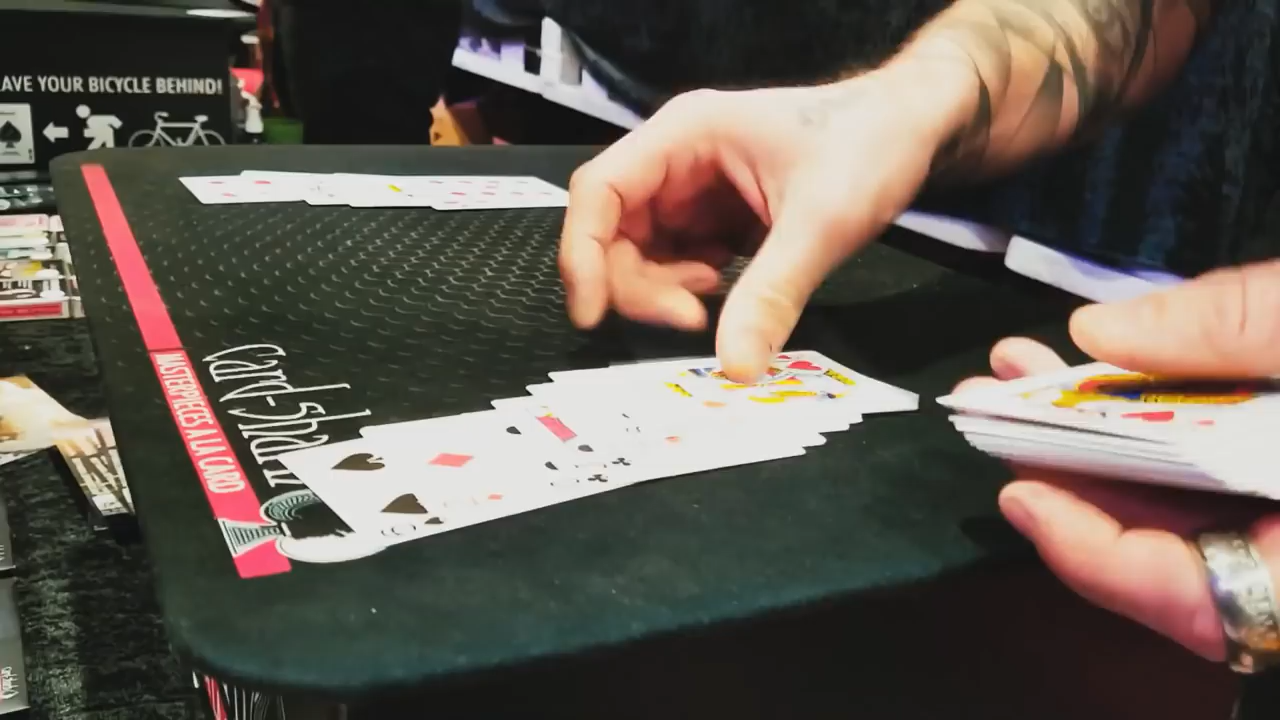 AVE YOUR BICYCLE BEHIND!
card-shark
MASTERPIECES A LA CARD